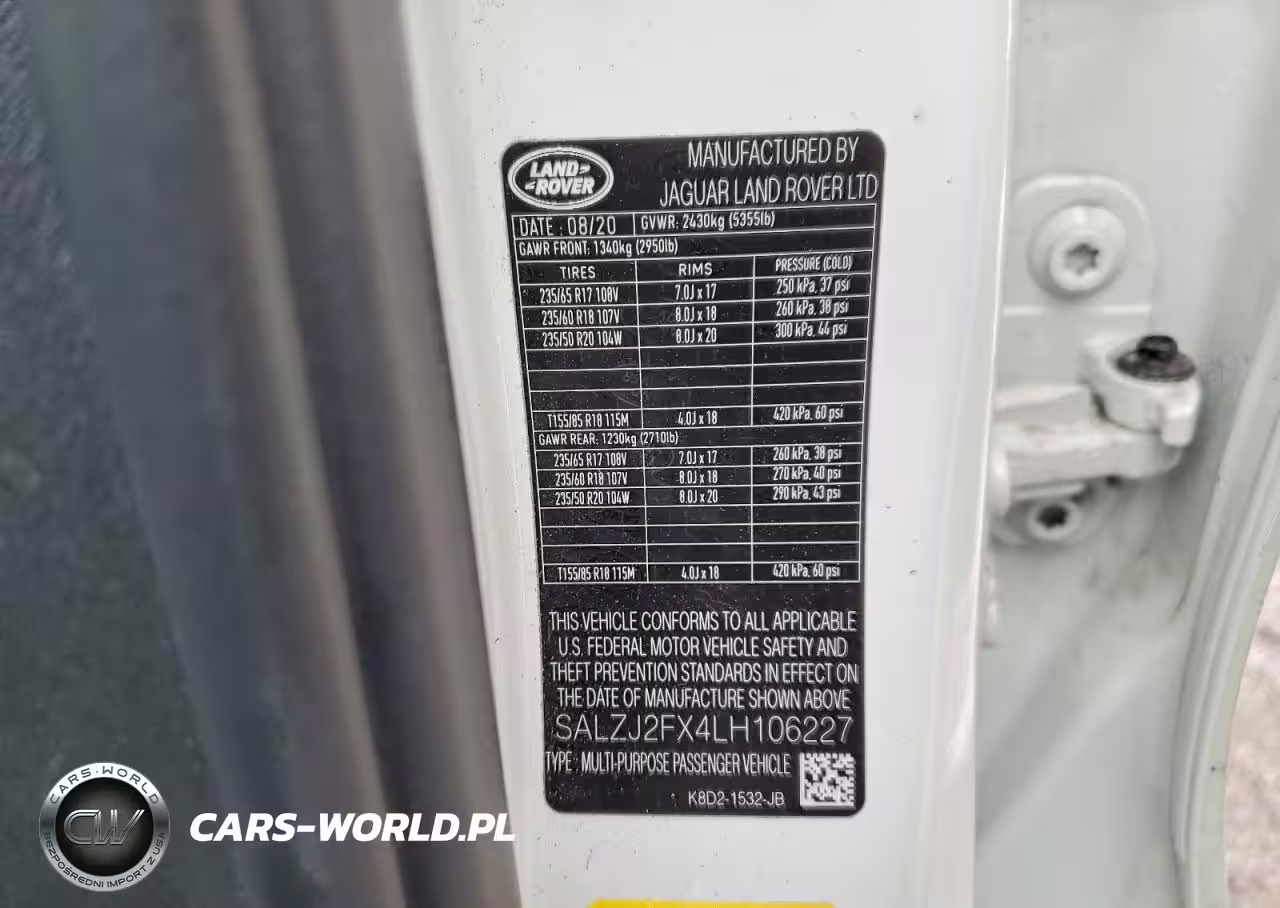 LAND
ROVER
MANUFACTURED BY
JAGUAR LAND ROVER LTD
DATE : 08/20 GVWR: 2430kg (5355lb)
GAWR FRONT: 1340kg (2950lb)
TIRES RIMS PRESSURE (COLD)
235/65 R17 108V 7.0J x 17 250 kPa, 37 psi
235/60 R18 107V 8.0J x 18 260 kPa, 38 psi
235/50 R20 104W 8.0J x 20 300 kPa, 44 psi
T155/85 R18 115M 4.0J x 18 420 kPa, 60 psi
GAWR REAR: 1230kg (2710lb)
235/65 R17 108V 7.0J x 17 260 kPa, 38 psi
235/60 R18 107V 8.0J x 18 270 kPa, 40 psi
235/50 R20 104W 8.0J x 20 290 kPa, 43 psi
T155/85 R18 115M 4.0J x 18 420 kPa, 60 psi
THIS VEHICLE CONFORMS TO ALL APPLICABLE
U.S. FEDERAL MOTOR VEHICLE SAFETY AND
THEFT PREVENTION STANDARDS IN EFFECT ON
THE DATE OF MANUFACTURE SHOWN ABOVE
SALZJ2FX4LH106227
TYPE : MULTI-PURPOSE PASSENGER VEHICLE
K8D2-1532-JB
CARS-WORLD
CW
BEZPOŚREDNI IMPORT Z USA
CARS-WORLD.PL